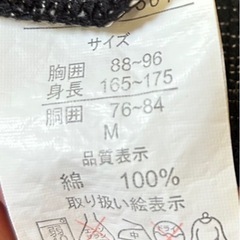 サイズ
胸囲 88~96
身長 165~175
胴囲 76~84
M
品質表示
綿 100%
取り扱い絵表示
中